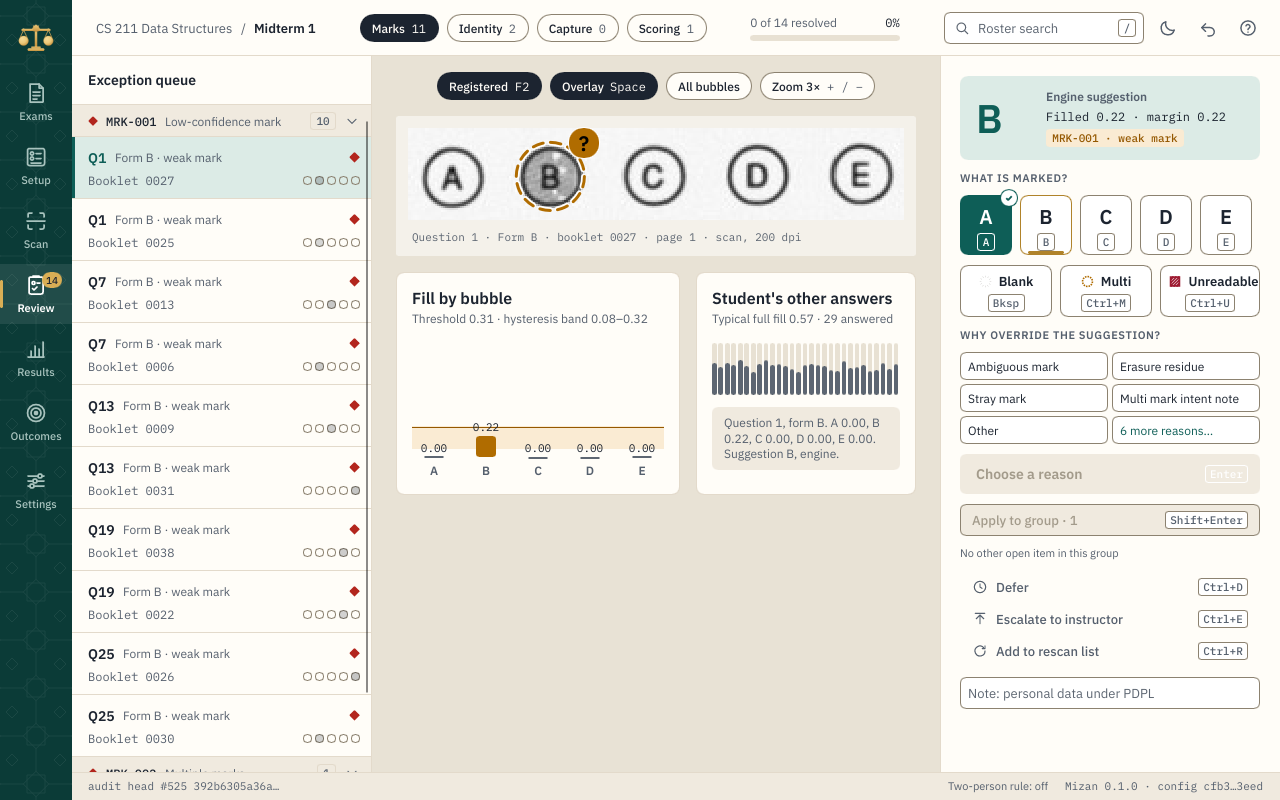 CS 211 Data Structures / Midterm 1
Marks 11
Identity 2
Capture 0
Scoring 1
0 of 14 resolved 0%
Roster search /
Exams
Setup
Scan
14
Review
Results
Outcomes
Settings
Exception queue
MRK-001 Low-confidence mark 10
Q1 Form B · weak mark
Booklet 0027
Q1 Form B · weak mark
Booklet 0025
Q7 Form B · weak mark
Booklet 0013
Q7 Form B · weak mark
Booklet 0006
Q13 Form B · weak mark
Booklet 0009
Q13 Form B · weak mark
Booklet 0031
Q19 Form B · weak mark
Booklet 0038
Q19 Form B · weak mark
Booklet 0022
Q25 Form B · weak mark
Booklet 0026
Q25 Form B · weak mark
Booklet 0030
Registered F2
Overlay Space
All bubbles
Zoom 3× + / −
A B ? C D E
Question 1 · Form B · booklet 0027 · page 1 · scan, 200 dpi
Fill by bubble
Threshold 0.31 · hysteresis band 0.08–0.32
0.22
0.00 0.00 0.00 0.00
A B C D E
Student's other answers
Typical full fill 0.57 · 29 answered
Question 1, form B. A 0.00, B
0.22, C 0.00, D 0.00, E 0.00.
Suggestion B, engine.
B
Engine suggestion
Filled 0.22 · margin 0.22
MRK-001 · weak mark
WHAT IS MARKED?
A B C D E
A B C D E
Blank Multi Unreadable
Bksp Ctrl+M Ctrl+U
WHY OVERRIDE THE SUGGESTION?
Ambiguous mark
Erasure residue
Stray mark
Multi mark intent note
Other
6 more reasons…
Choose a reason Enter
Apply to group · 1 Shift+Enter
No other open item in this group
Defer Ctrl+D
Escalate to instructor Ctrl+E
Add to rescan list Ctrl+R
Note: personal data under PDPL
audit head #525 392b6305a36a…
Two-person rule: off Mizan 0.1.0 · config cfb3…3eed